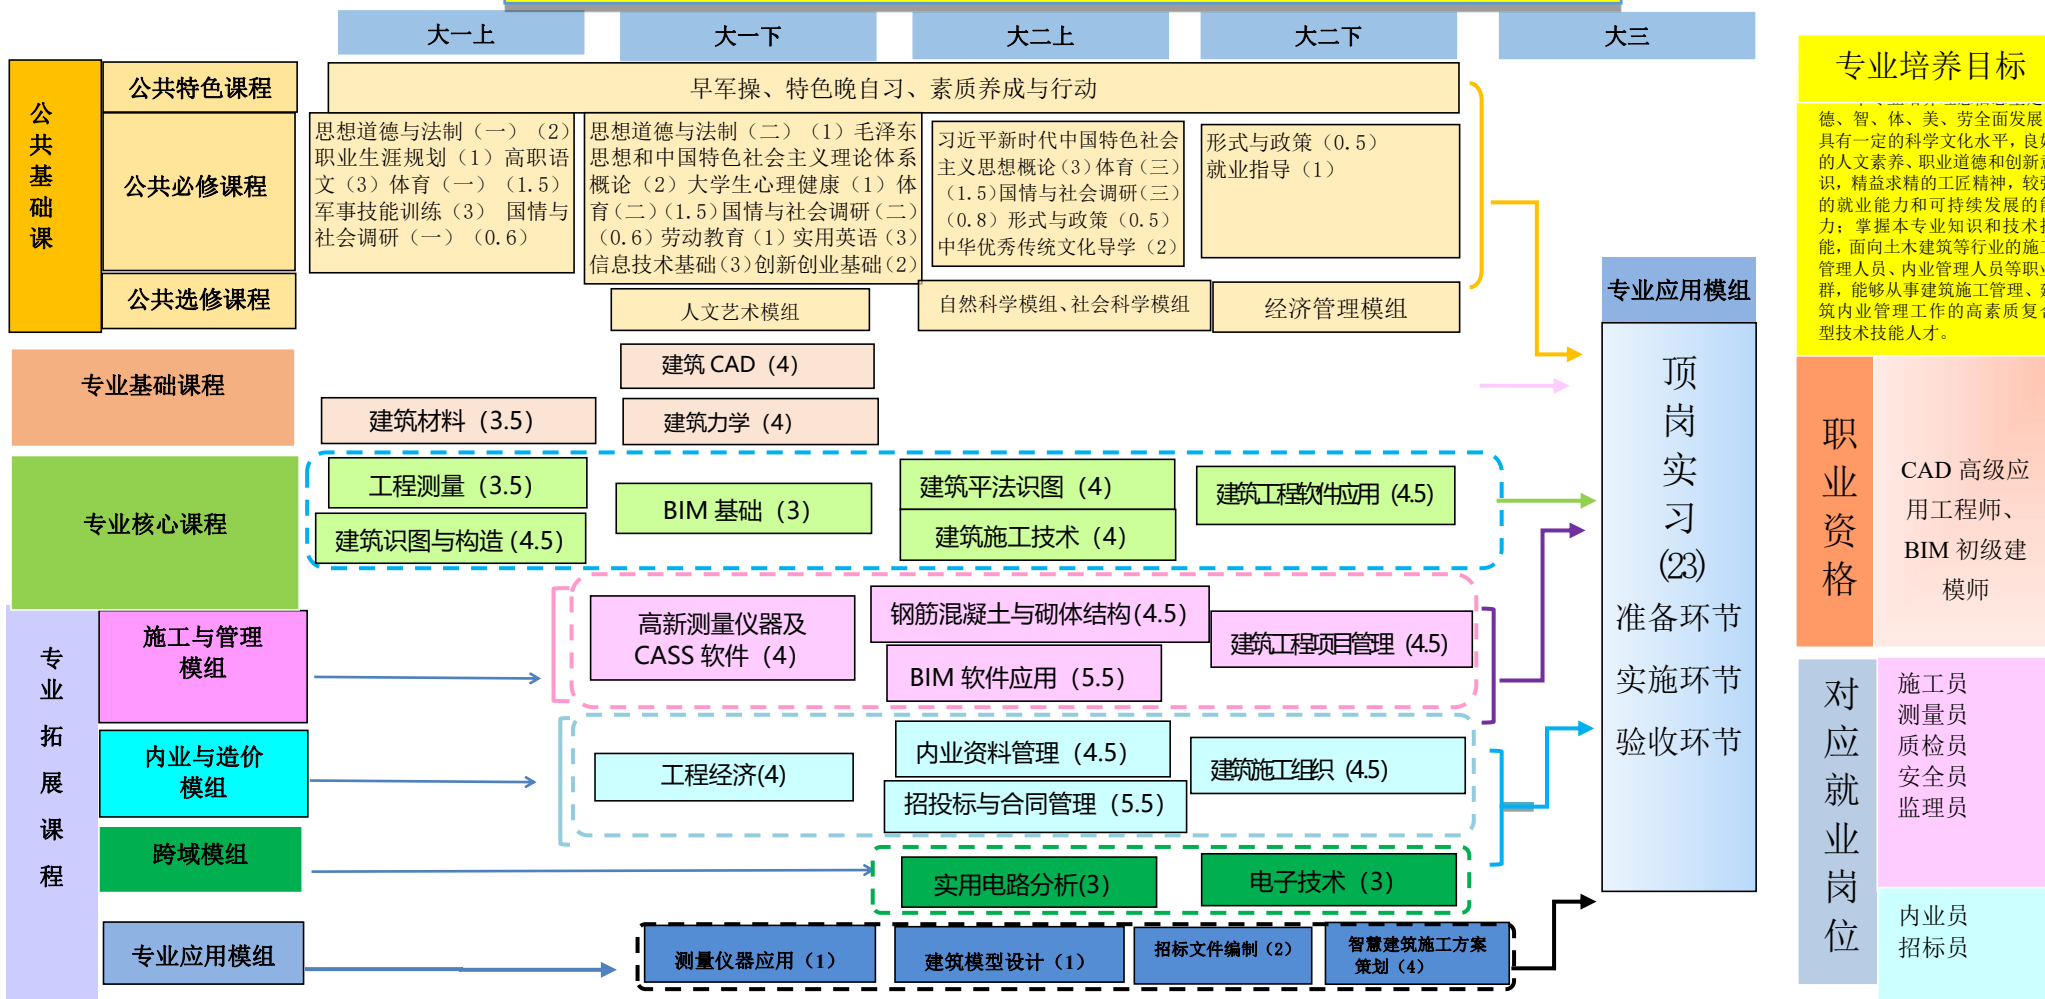 大一上
大一下
大二上
大二下
大三
公共基础课
公共特色课程
早军操、特色晚自习、素质养成与行动
公共必修课程
思想道德与法制（一）（2）
职业生涯规划（1）高职语
文（3）体育（一）（1.5）
军事技能训练（3） 国情与
社会调研（一）（0.6）
思想道德与法制（二）（1）毛泽东
思想和中国特色社会主义理论体系
概论（2）大学生心理健康（1）体
育（二）（1.5）国情与社会调研（二）
（0.6）劳动教育（1）实用英语（3）
信息技术基础（3）创新创业基础（2）
习近平新时代中国特色社会
主义思想概论（3）体育（三）
（1.5）国情与社会调研（三）
（0.8）形式与政策（0.5）
中华优秀传统文化导学（2）
形式与政策（0.5）
就业指导（1）
公共选修课程
人文艺术模组
自然科学模组、社会科学模组
经济管理模组
专业基础课程
建筑 CAD（4）
建筑材料（3.5）
建筑力学（4）
专业核心课程
工程测量（3.5）
建筑识图与构造（4.5）
BIM 基础（3）
建筑平法识图（4）
建筑施工技术（4）
建筑工程软件应用（4.5）
专业拓展课程
施工与管理
模组
高新测量仪器及
CASS 软件（4）
钢筋混凝土与砌体结构（4.5）
BIM 软件应用（5.5）
建筑工程项目管理（4.5）
内业与造价
模组
工程经济(4)
内业资料管理（4.5）
招投标与合同管理（5.5）
建筑施工组织（4.5）
跨域模组
实用电路分析(3)
电子技术（3）
专业应用模组
测量仪器应用（1）
建筑模型设计（1）
招标文件编制（2）
智慧建筑施工方案
策划（4）
专业应用模组
顶岗实习
(23)
准备环节
实施环节
验收环节
专业培养目标
德、智、体、美、劳全面发展
具有一定的科学文化水平，良好
的人文素养、职业道德和创新意
识，精益求精的工匠精神，较强
的就业能力和可持续发展的能
力；掌握本专业知识和技术技
能，面向土木建筑等行业的施工
管理人员、内业管理人员等职业
群，能够从事建筑施工管理、建
筑内业管理工作的高素质复合
型技术技能人才。
职业资格
CAD 高级应
用工程师、
BIM 初级建
模师
对应就业岗位
施工员
测量员
质检员
安全员
监理员
内业员
招标员